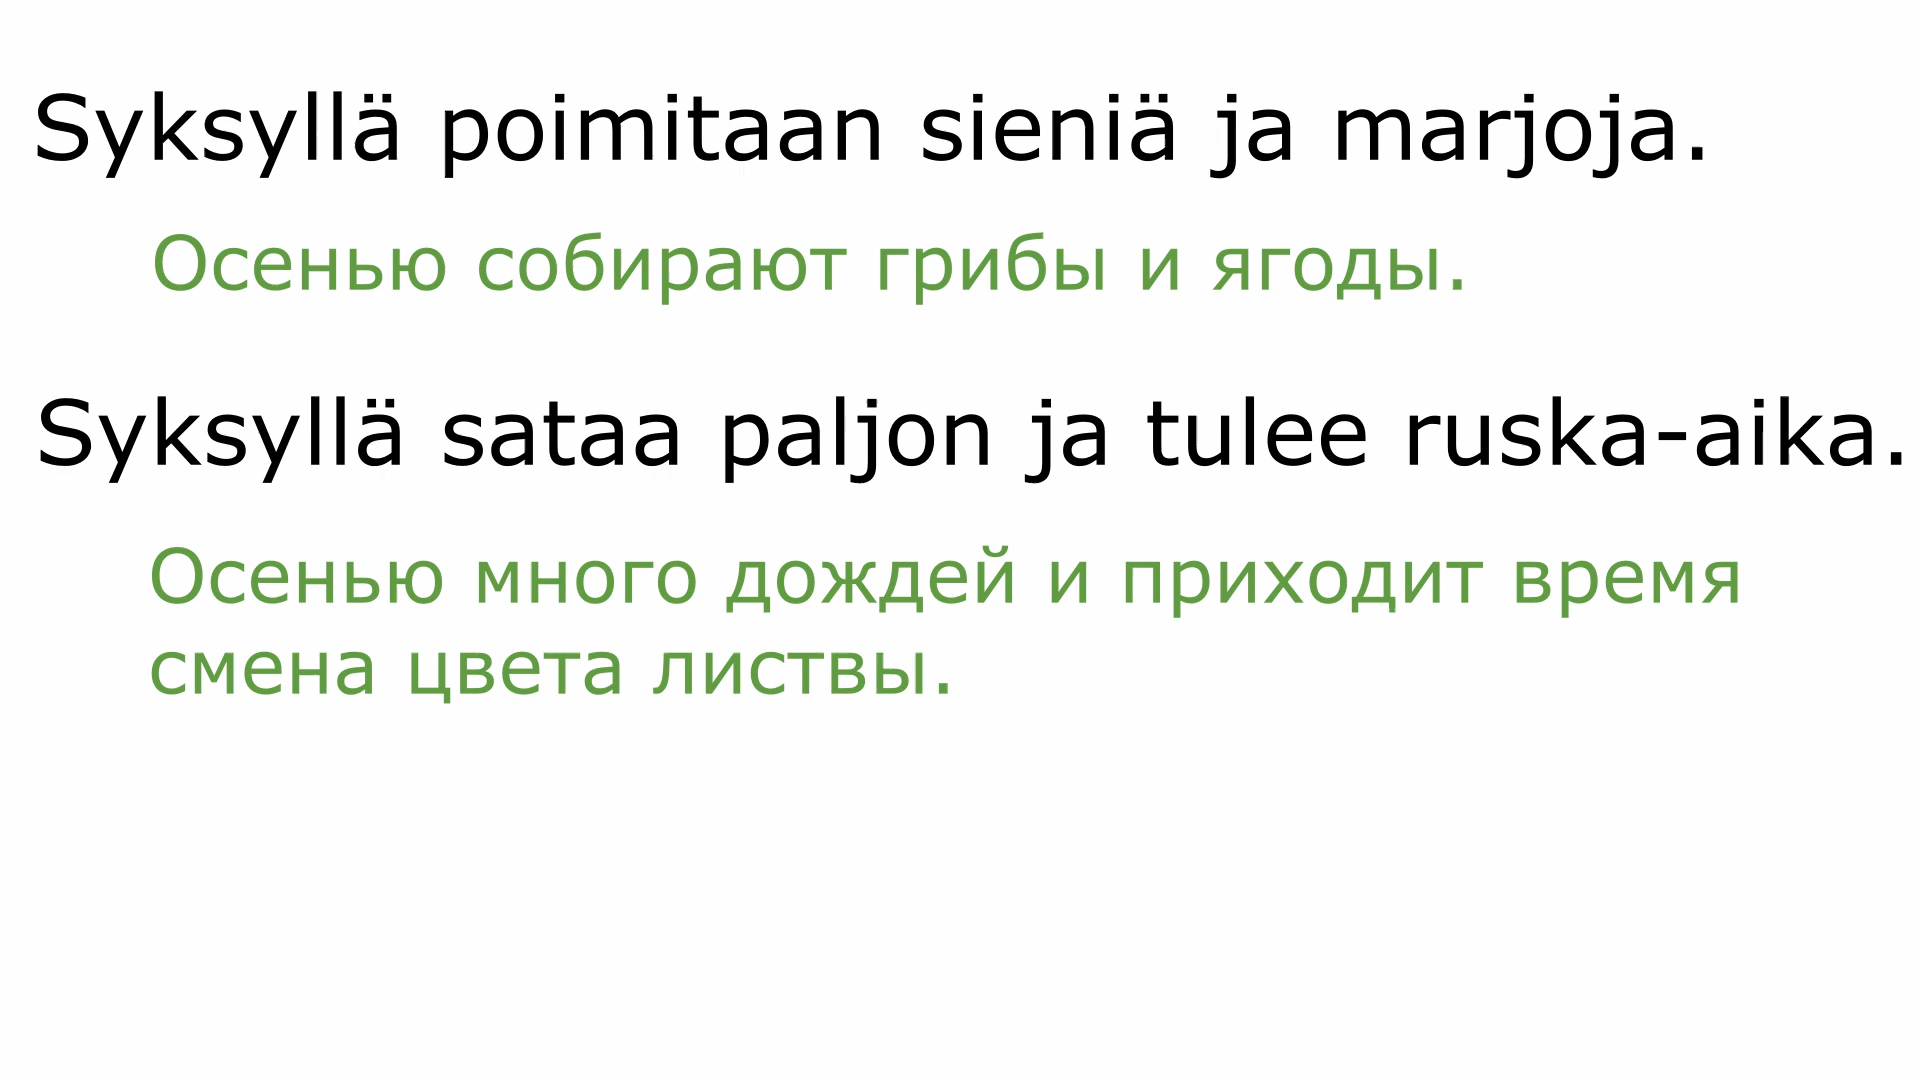 Syksyllä poimitaan sieniä ja marjoja.
Осенью собирают грибы и ягоды.
Syksyllä sataa paljon ja tulee ruska-aika.
Осенью много дождей и приходит время
смена цвета листвы.